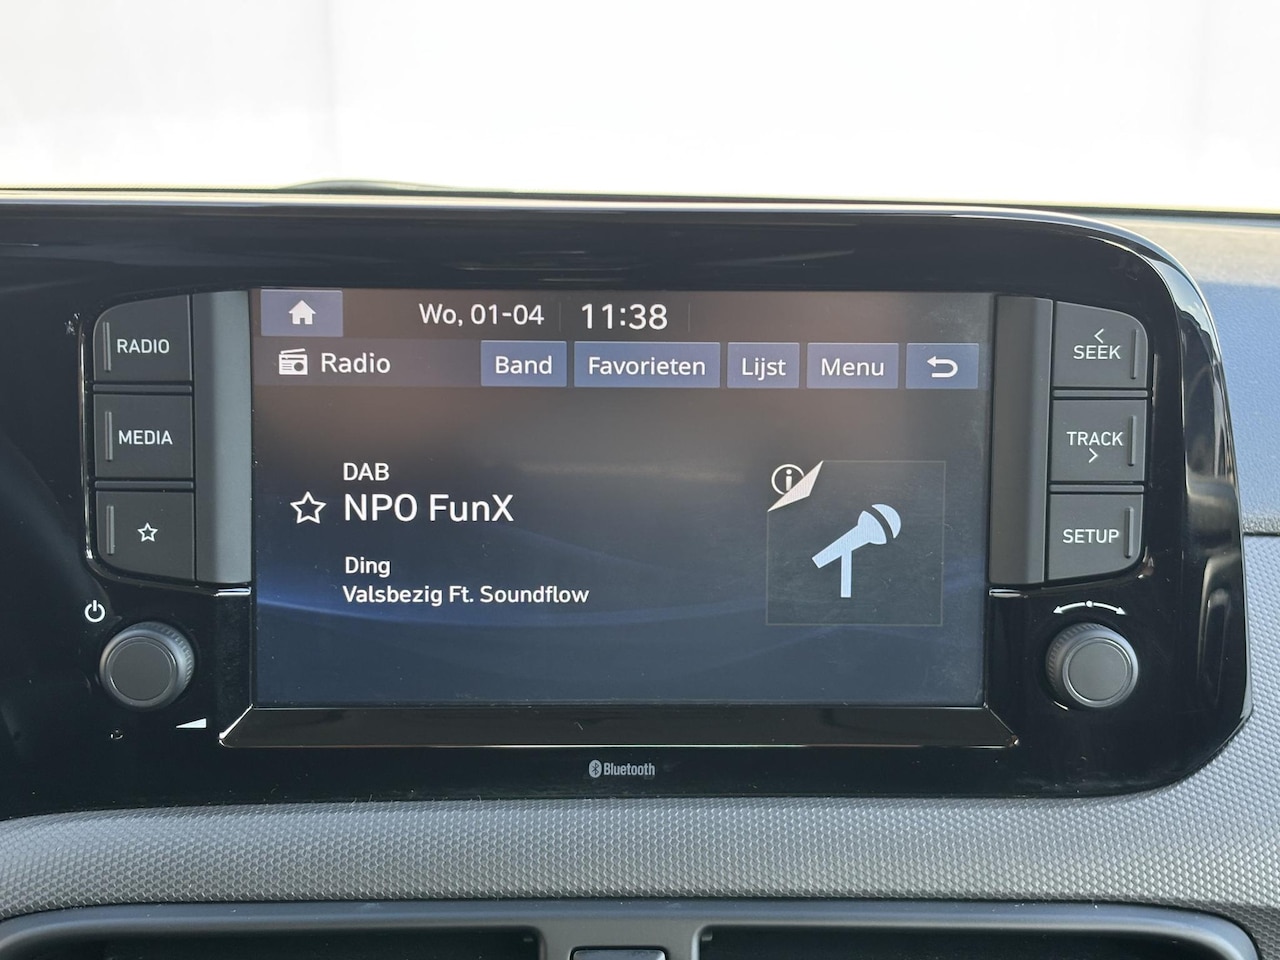 Wo, 01-04 11:38
Radio Band Favorieten Lijst Menu
RADIO
MEDIA
DAB
NPO FunX
Ding
Valsbezig Ft. Soundflow
SEEK
TRACK
SETUP
Bluetooth